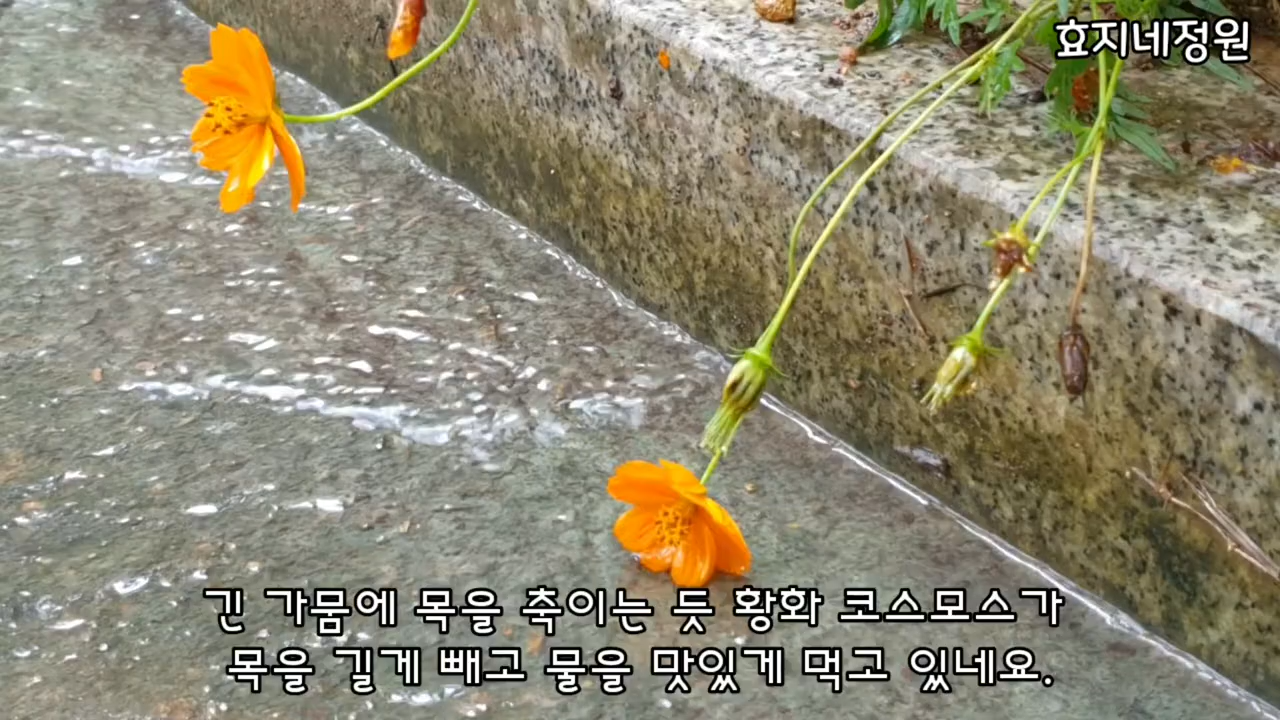 효지네정원
긴 가뭄에 목을 축이는 듯 황화 코스모스가
목을 길게 빼고 물을 맛있게 먹고 있네요.